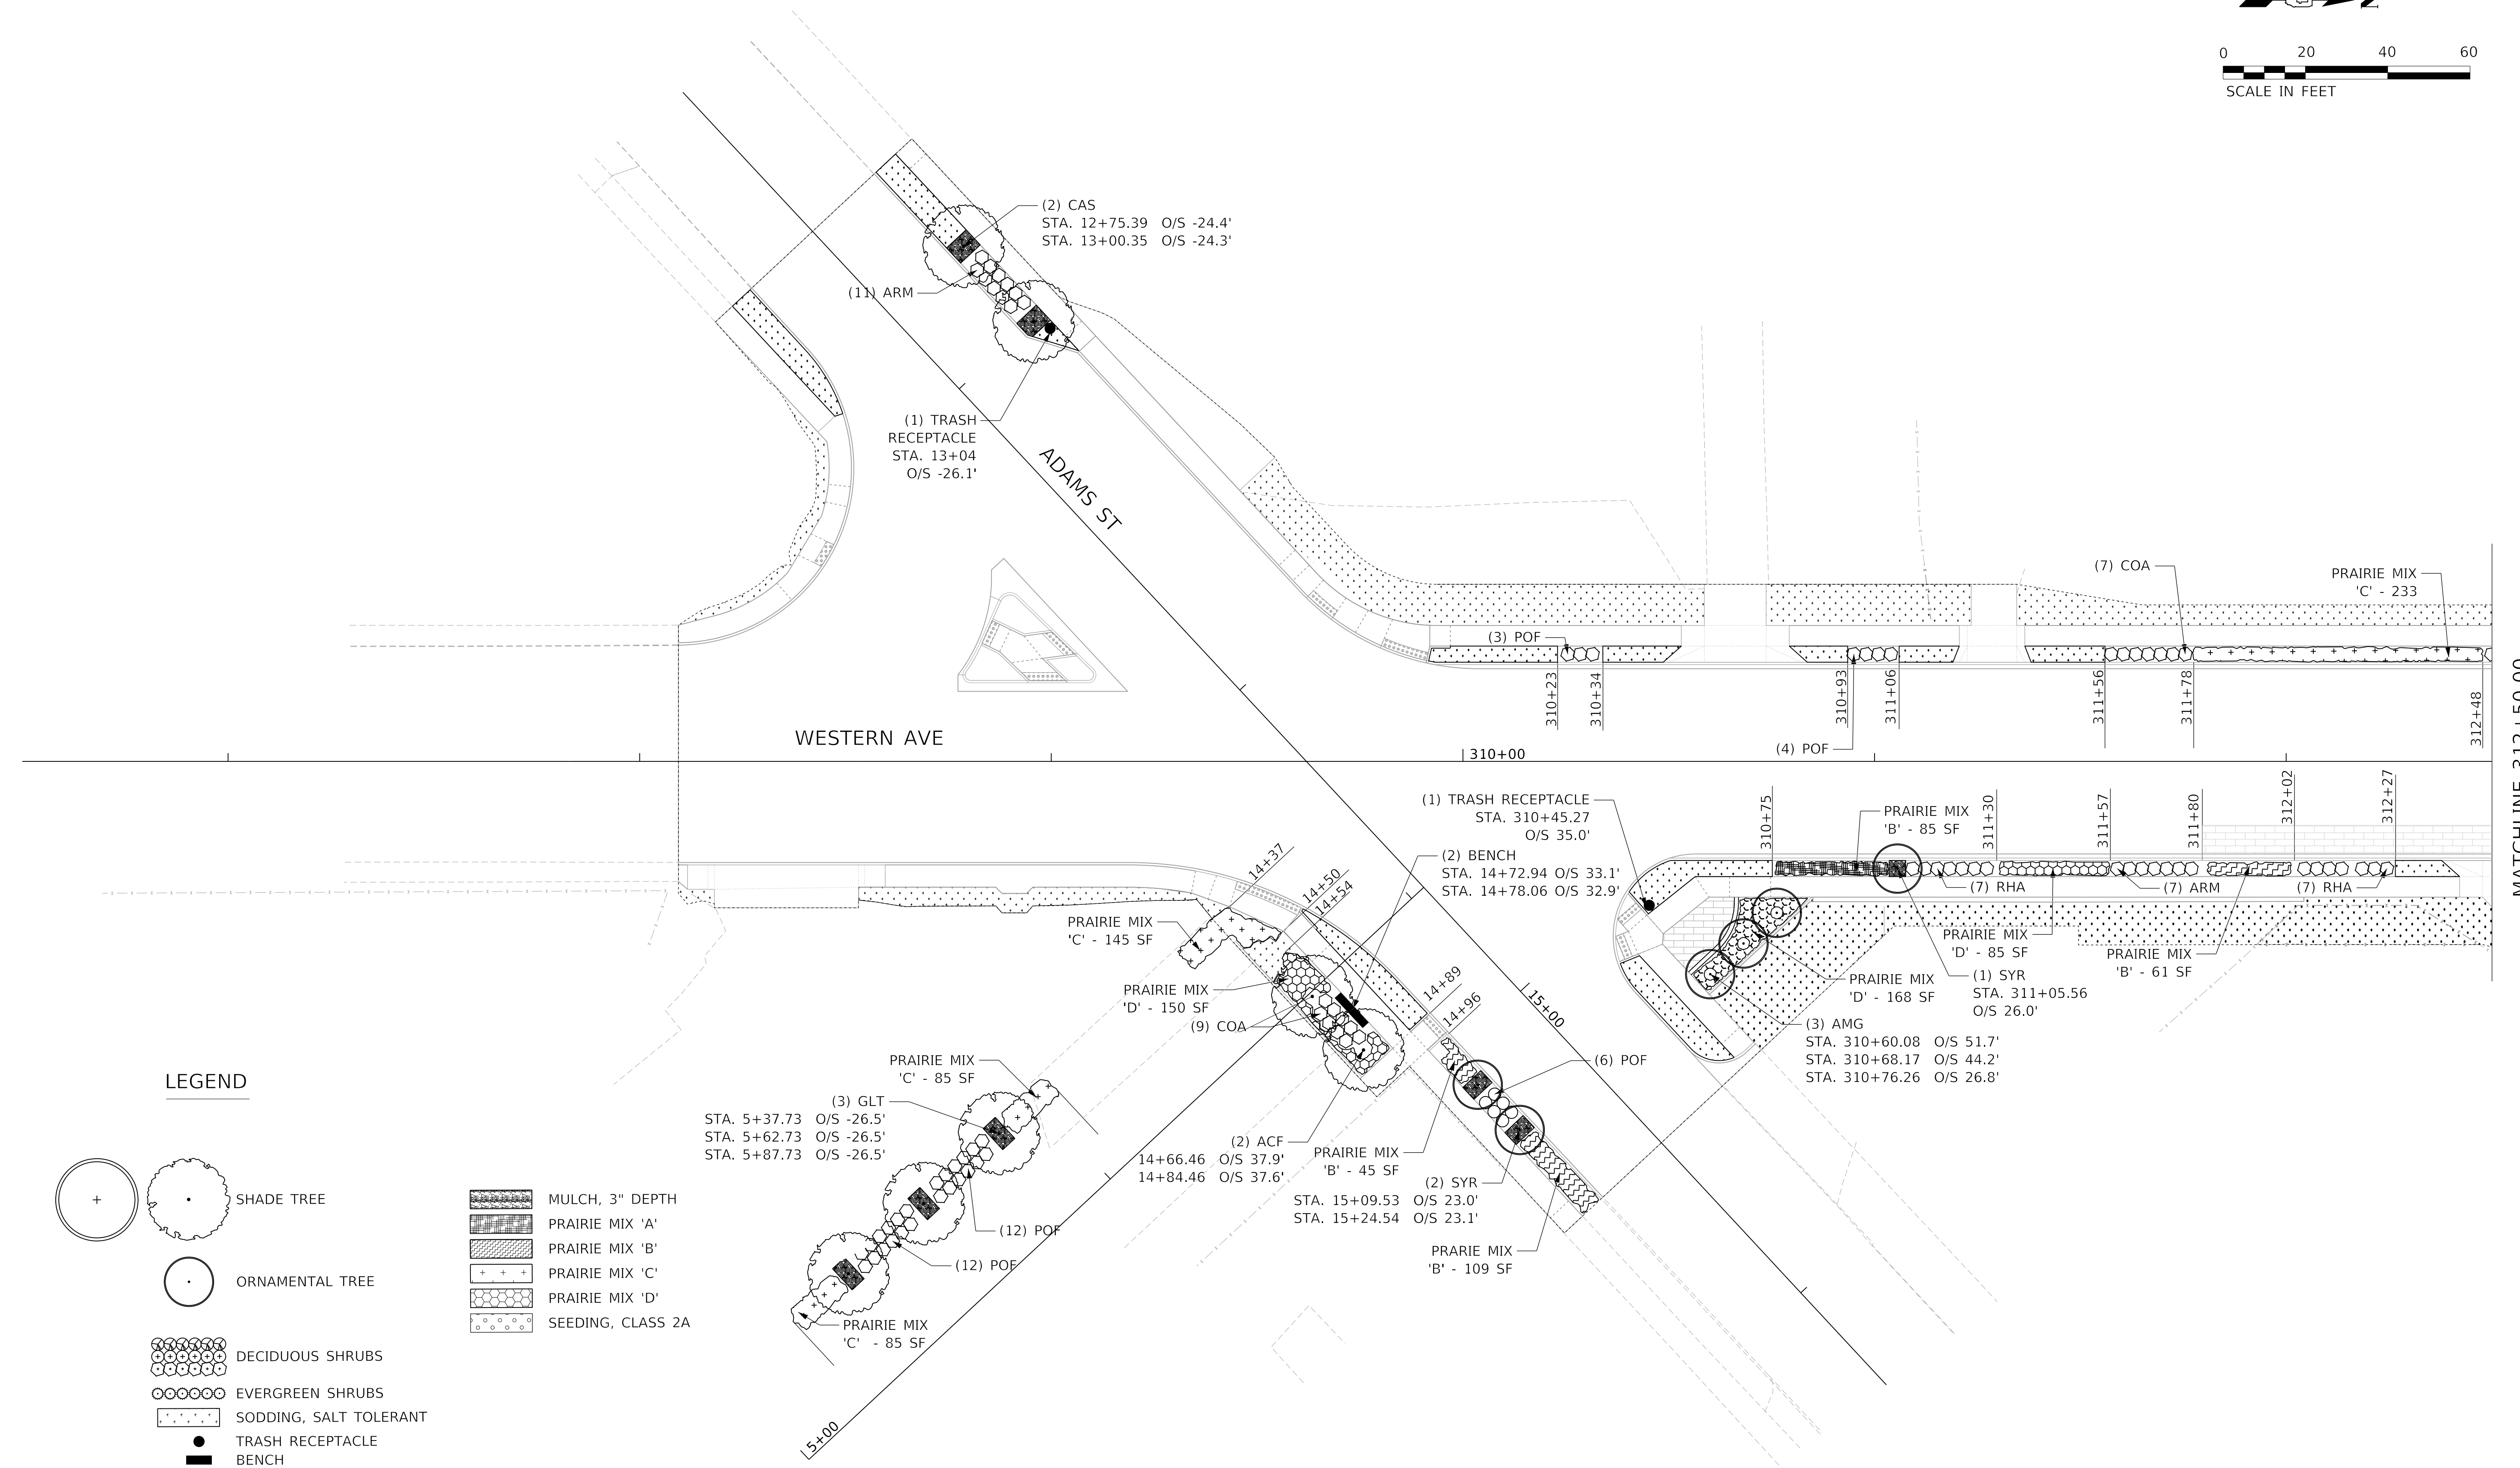 0 20 40 60
SCALE IN FEET
(2) CAS
STA. 12+75.39 O/S -24.4'
STA. 13+00.35 O/S -24.3'
(11) ARM
(1) TRASH
RECEPTACLE
STA. 13+04
O/S -26.1'
ADAMS ST
(7) COA
PRAIRIE MIX
'C' - 233
(3) POF
310+23
310+34
310+93
311+06
311+56
311+78
312+48
(4) POF
WESTERN AVE
310+00
MATCHLINE 312+50.00
(1) TRASH RECEPTACLE
STA. 310+45.27
O/S 35.0'
310+75
PRAIRIE MIX
'B' - 85 SF
311+30
311+57
311+80
312+02
312+27
(2) BENCH
STA. 14+72.94 O/S 33.1'
STA. 14+78.06 O/S 32.9'
14+37
14+50
14+54
(7) RHA
(7) ARM
(7) RHA
PRAIRIE MIX
'C' - 145 SF
PRAIRIE MIX
'D' - 85 SF
PRAIRIE MIX
'B' - 61 SF
PRAIRIE MIX
'D' - 168 SF
(1) SYR
STA. 311+05.56
O/S 26.0'
PRAIRIE MIX
'D' - 150 SF
(9) COA
14+89
14+96
15+00
(3) AMG
STA. 310+60.08 O/S 51.7'
STA. 310+68.17 O/S 44.2'
STA. 310+76.26 O/S 26.8'
(6) POF
PRAIRIE MIX
'C' - 85 SF
(3) GLT
STA. 5+37.73 O/S -26.5'
STA. 5+62.73 O/S -26.5'
STA. 5+87.73 O/S -26.5'
(2) ACF
14+66.46 O/S 37.9'
14+84.46 O/S 37.6'
PRAIRIE MIX
'B' - 45 SF
(2) SYR
STA. 15+09.53 O/S 23.0'
STA. 15+24.54 O/S 23.1'
(12) POF
(12) POF
PRARIE MIX
'B' - 109 SF
PRAIRIE MIX
'C' - 85 SF
5+00
LEGEND
SHADE TREE
ORNAMENTAL TREE
DECIDUOUS SHRUBS
EVERGREEN SHRUBS
SODDING, SALT TOLERANT
TRASH RECEPTACLE
BENCH
MULCH, 3" DEPTH
PRAIRIE MIX 'A'
PRAIRIE MIX 'B'
PRAIRIE MIX 'C'
PRAIRIE MIX 'D'
SEEDING, CLASS 2A